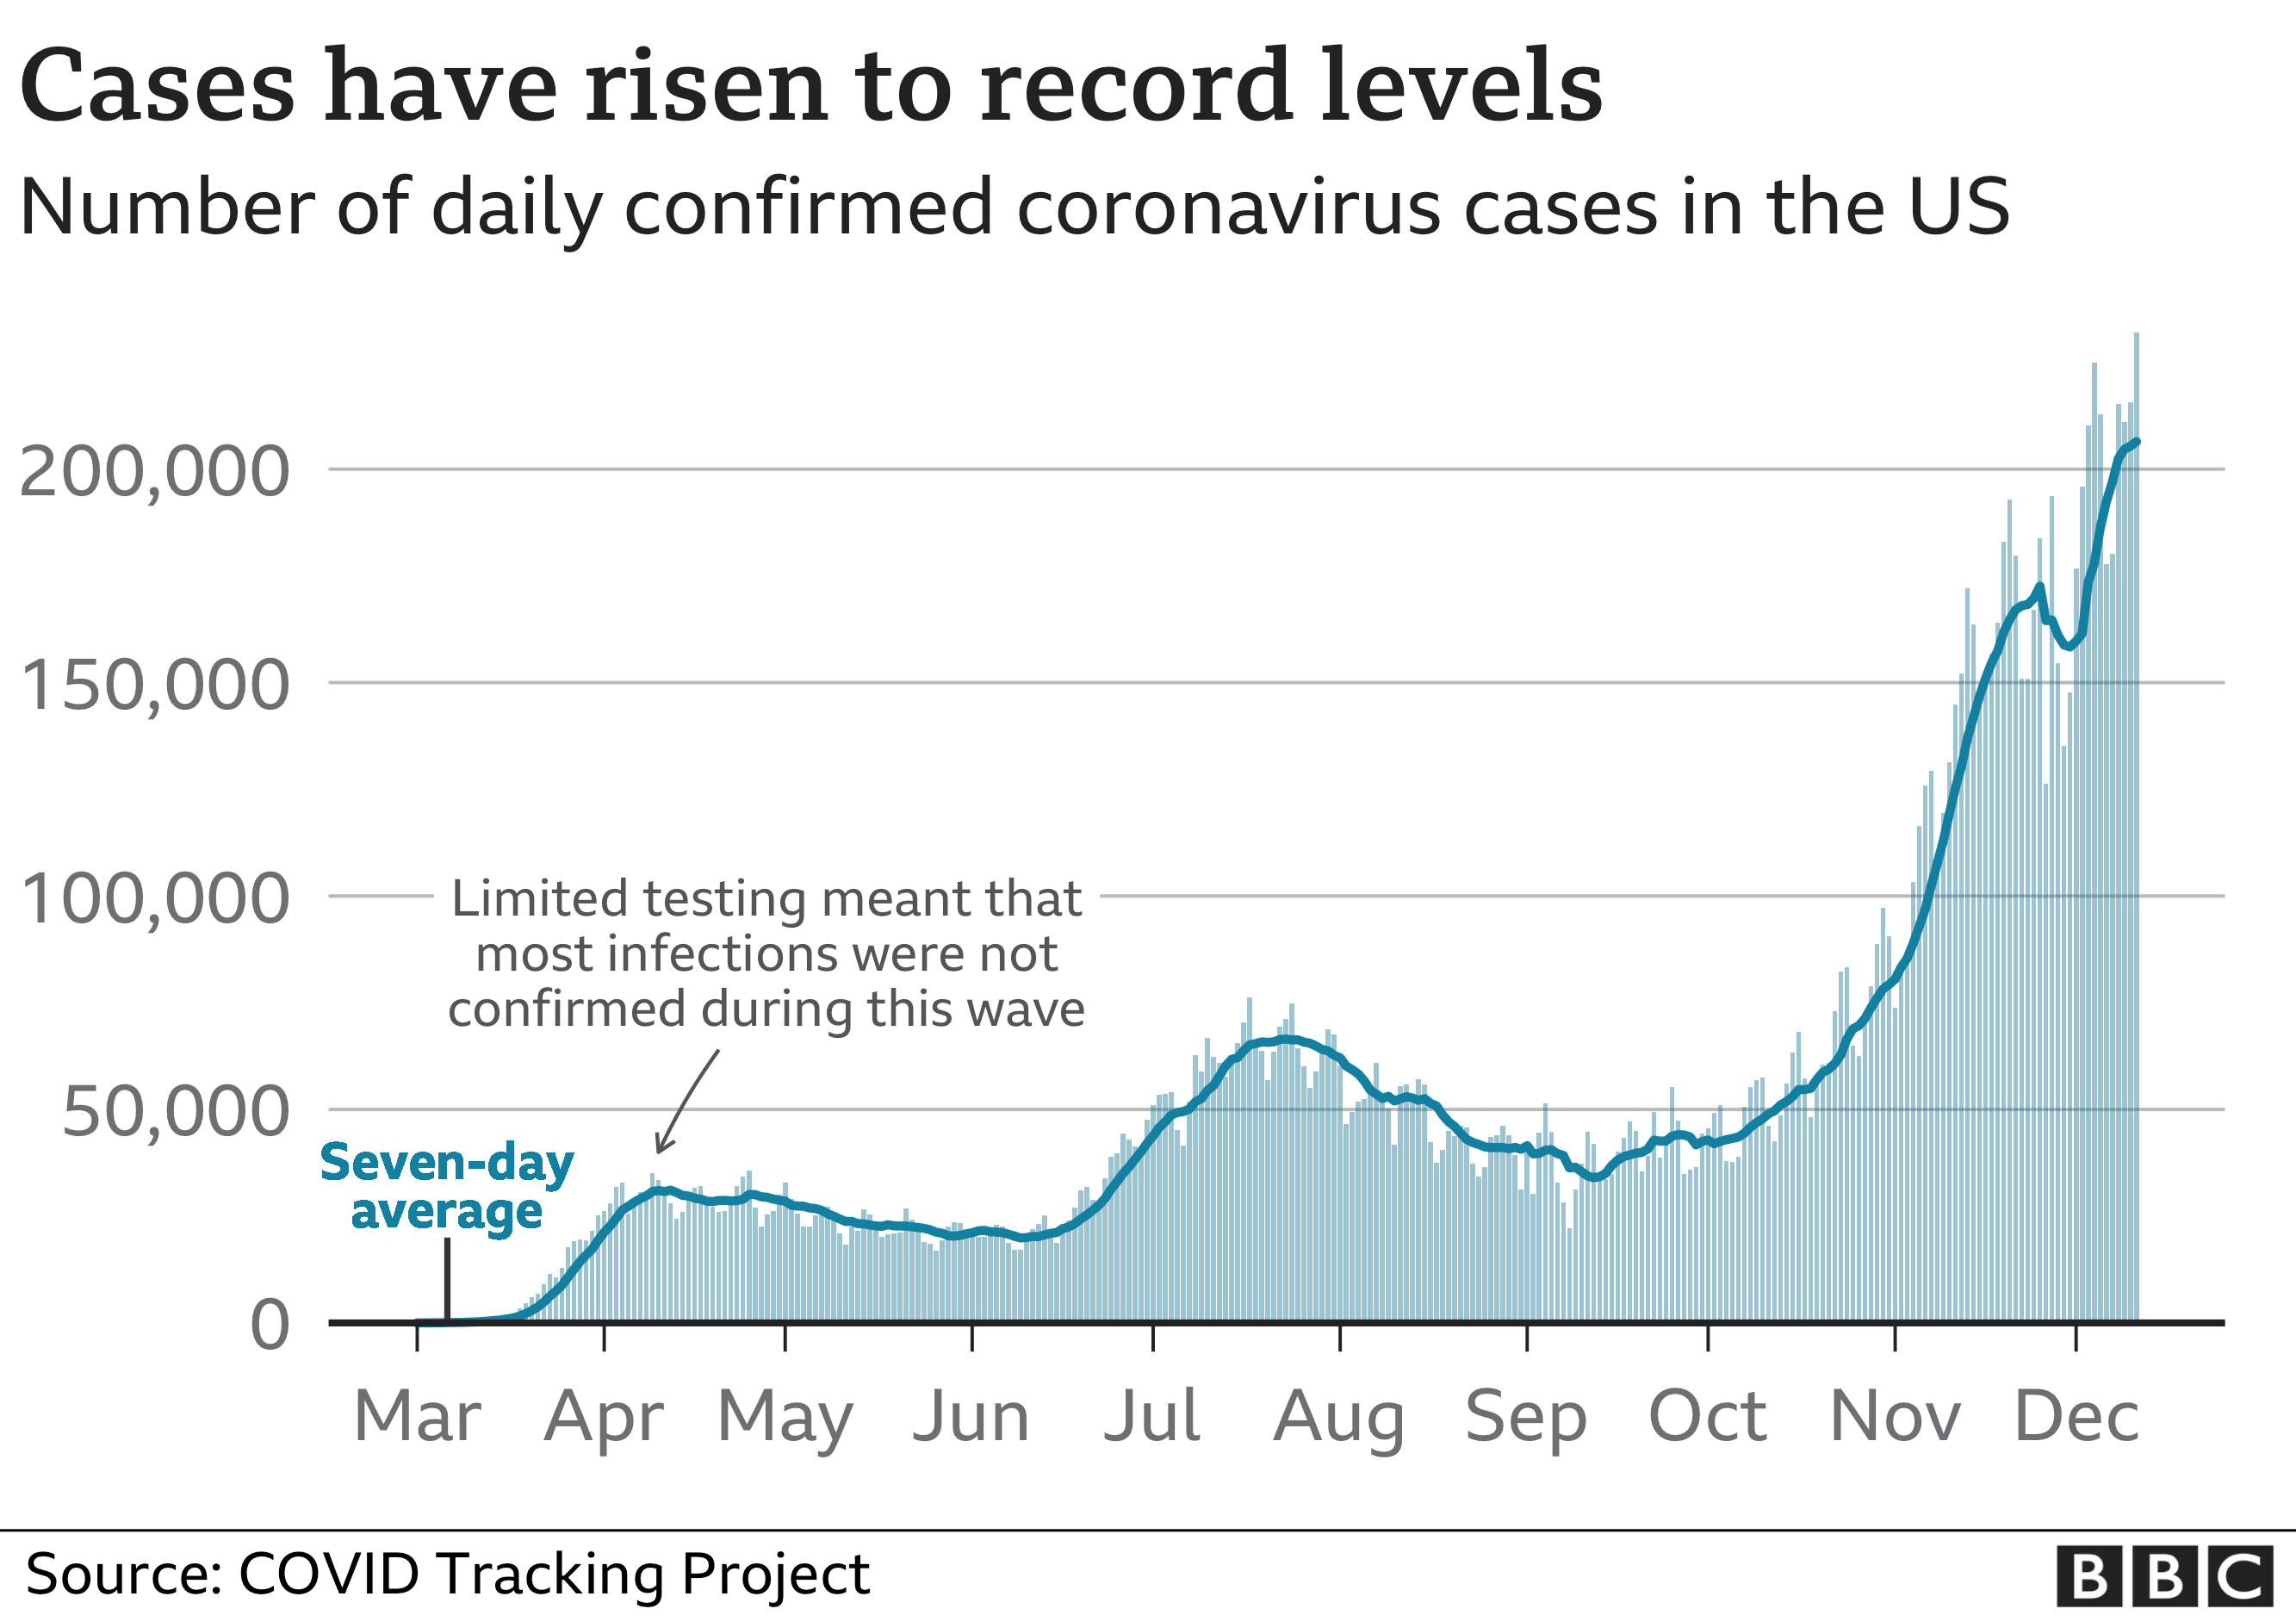 Cases have risen to record levels
Number of daily confirmed coronavirus cases in the US
200,000
150,000
100,000
Limited testing meant that
most infections were not
confirmed during this wave
50,000
Seven-day
average
0
Mar Apr May Jun Jul Aug Sep Oct Nov Dec
Source: COVID Tracking Project
BBC